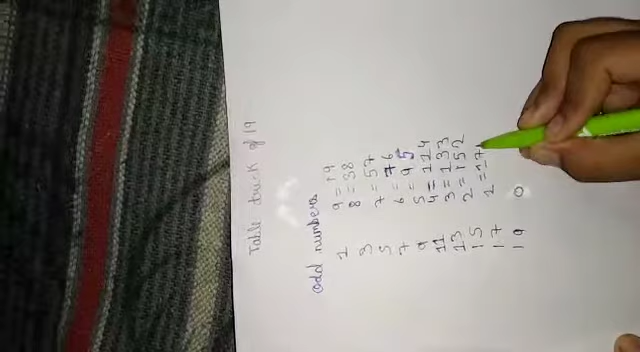 Table trick of 19
odd numbers
1 9 = 19
3 8 = 38
5 7 = 57
7 6 = 76
9 5 = 95
11 4 = 114
13 3 = 133
15 2 = 152
17 1 = 171
19 0